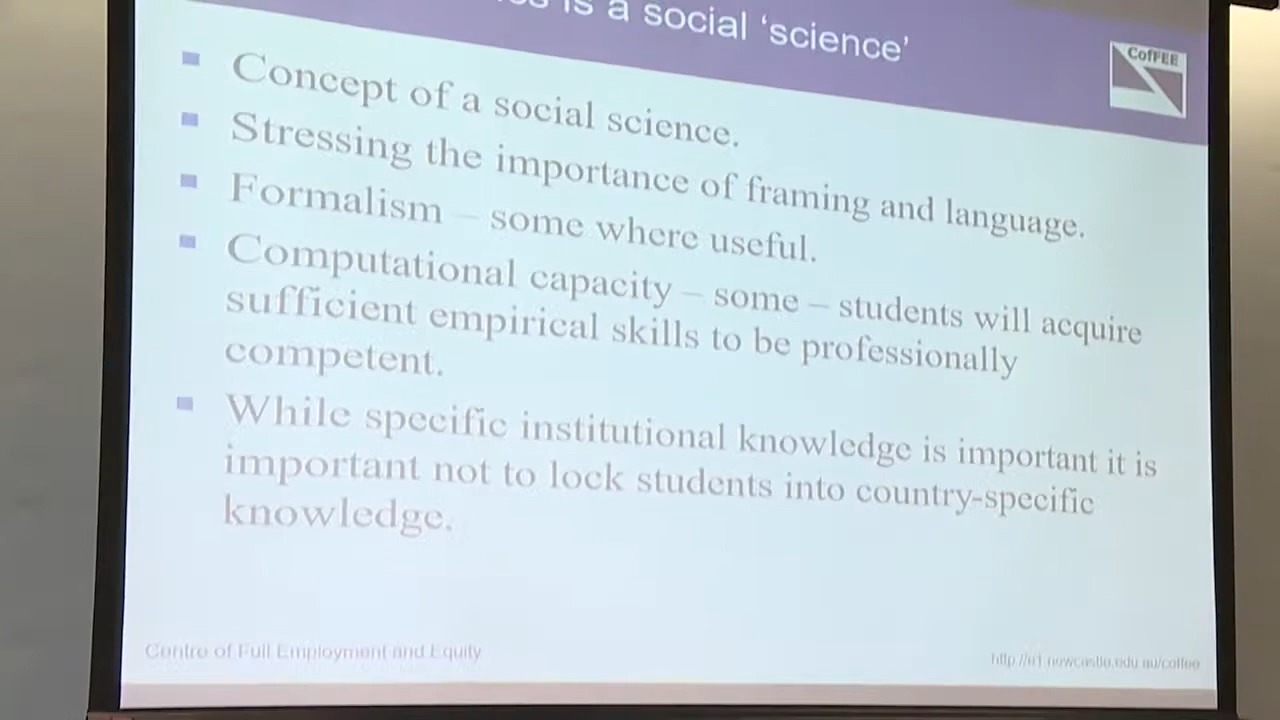 is a social ‘science’
CofFEE
Concept of a social science.
Stressing the importance of framing and language.
Formalism – some where useful.
Computational capacity – some – students will acquire
sufficient empirical skills to be professionally
competent.
While specific institutional knowledge is important it is
important not to lock students into country-specific
knowledge.
Centre of Full Employment and Equity
http://e1.newcastle.edu.au/coffee